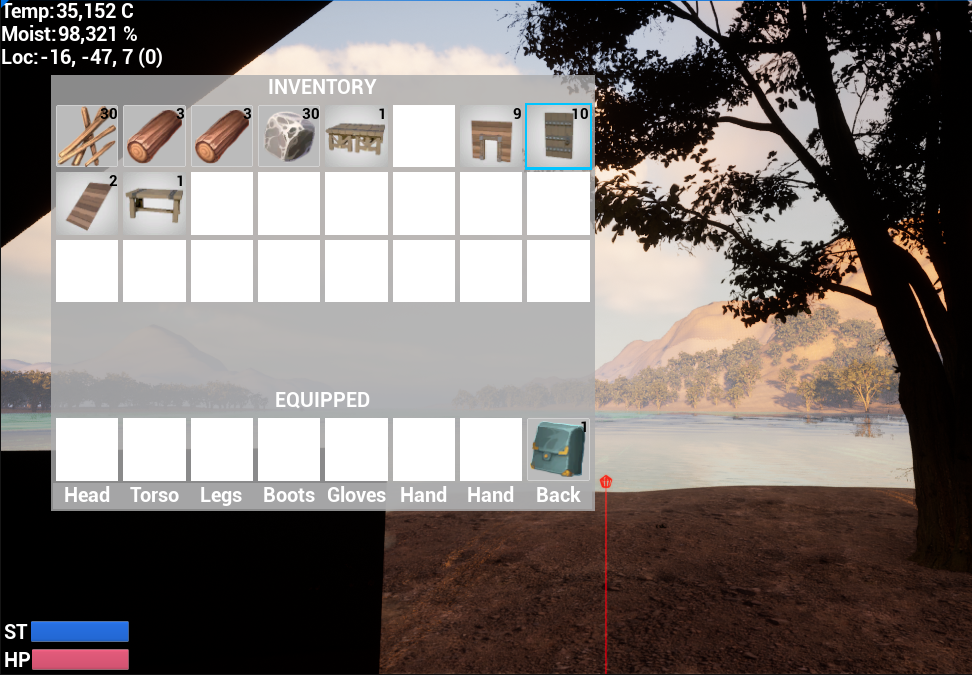 Temp:35,152 C
Moist:98,321 %
Loc:-16, -47, 7 (0)
INVENTORY
30 3 3 30 1 9 10
2 1
EQUIPPED
1
Head Torso Legs Boots Gloves Hand Hand Back
ST
HP